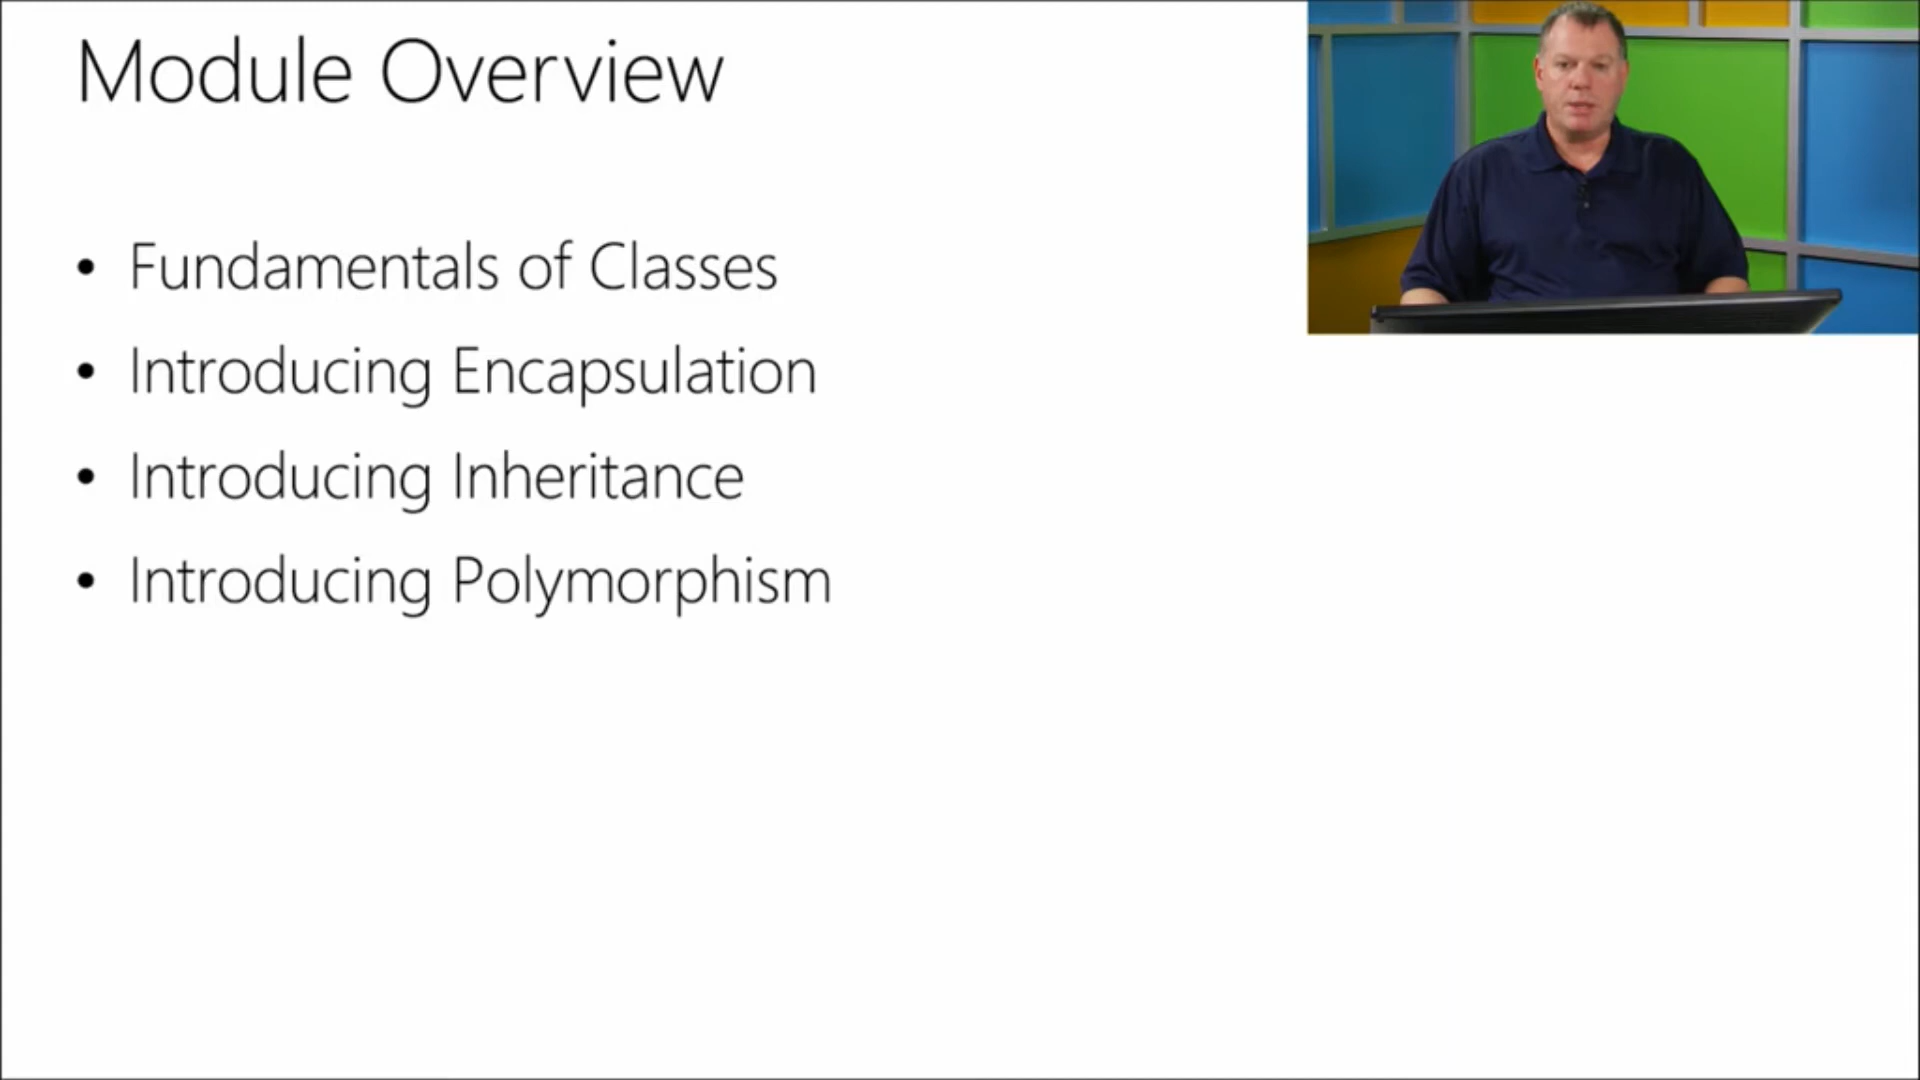 Module Overview
• Fundamentals of Classes
• Introducing Encapsulation
• Introducing Inheritance
• Introducing Polymorphism